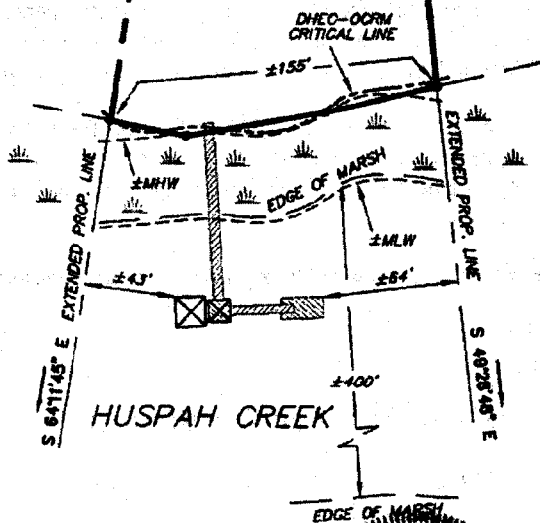 DHEC-OCRM
CRITICAL LINE
±155'
±MHW
EDGE OF MARSH
±MLW
EXTENDED PROP. LINE
EXTENDED PROP. LINE
±43'
±64'
S 64°11'45" E
S 49°26'46" E
±400'
HUSPAH CREEK
EDGE OF MARSH